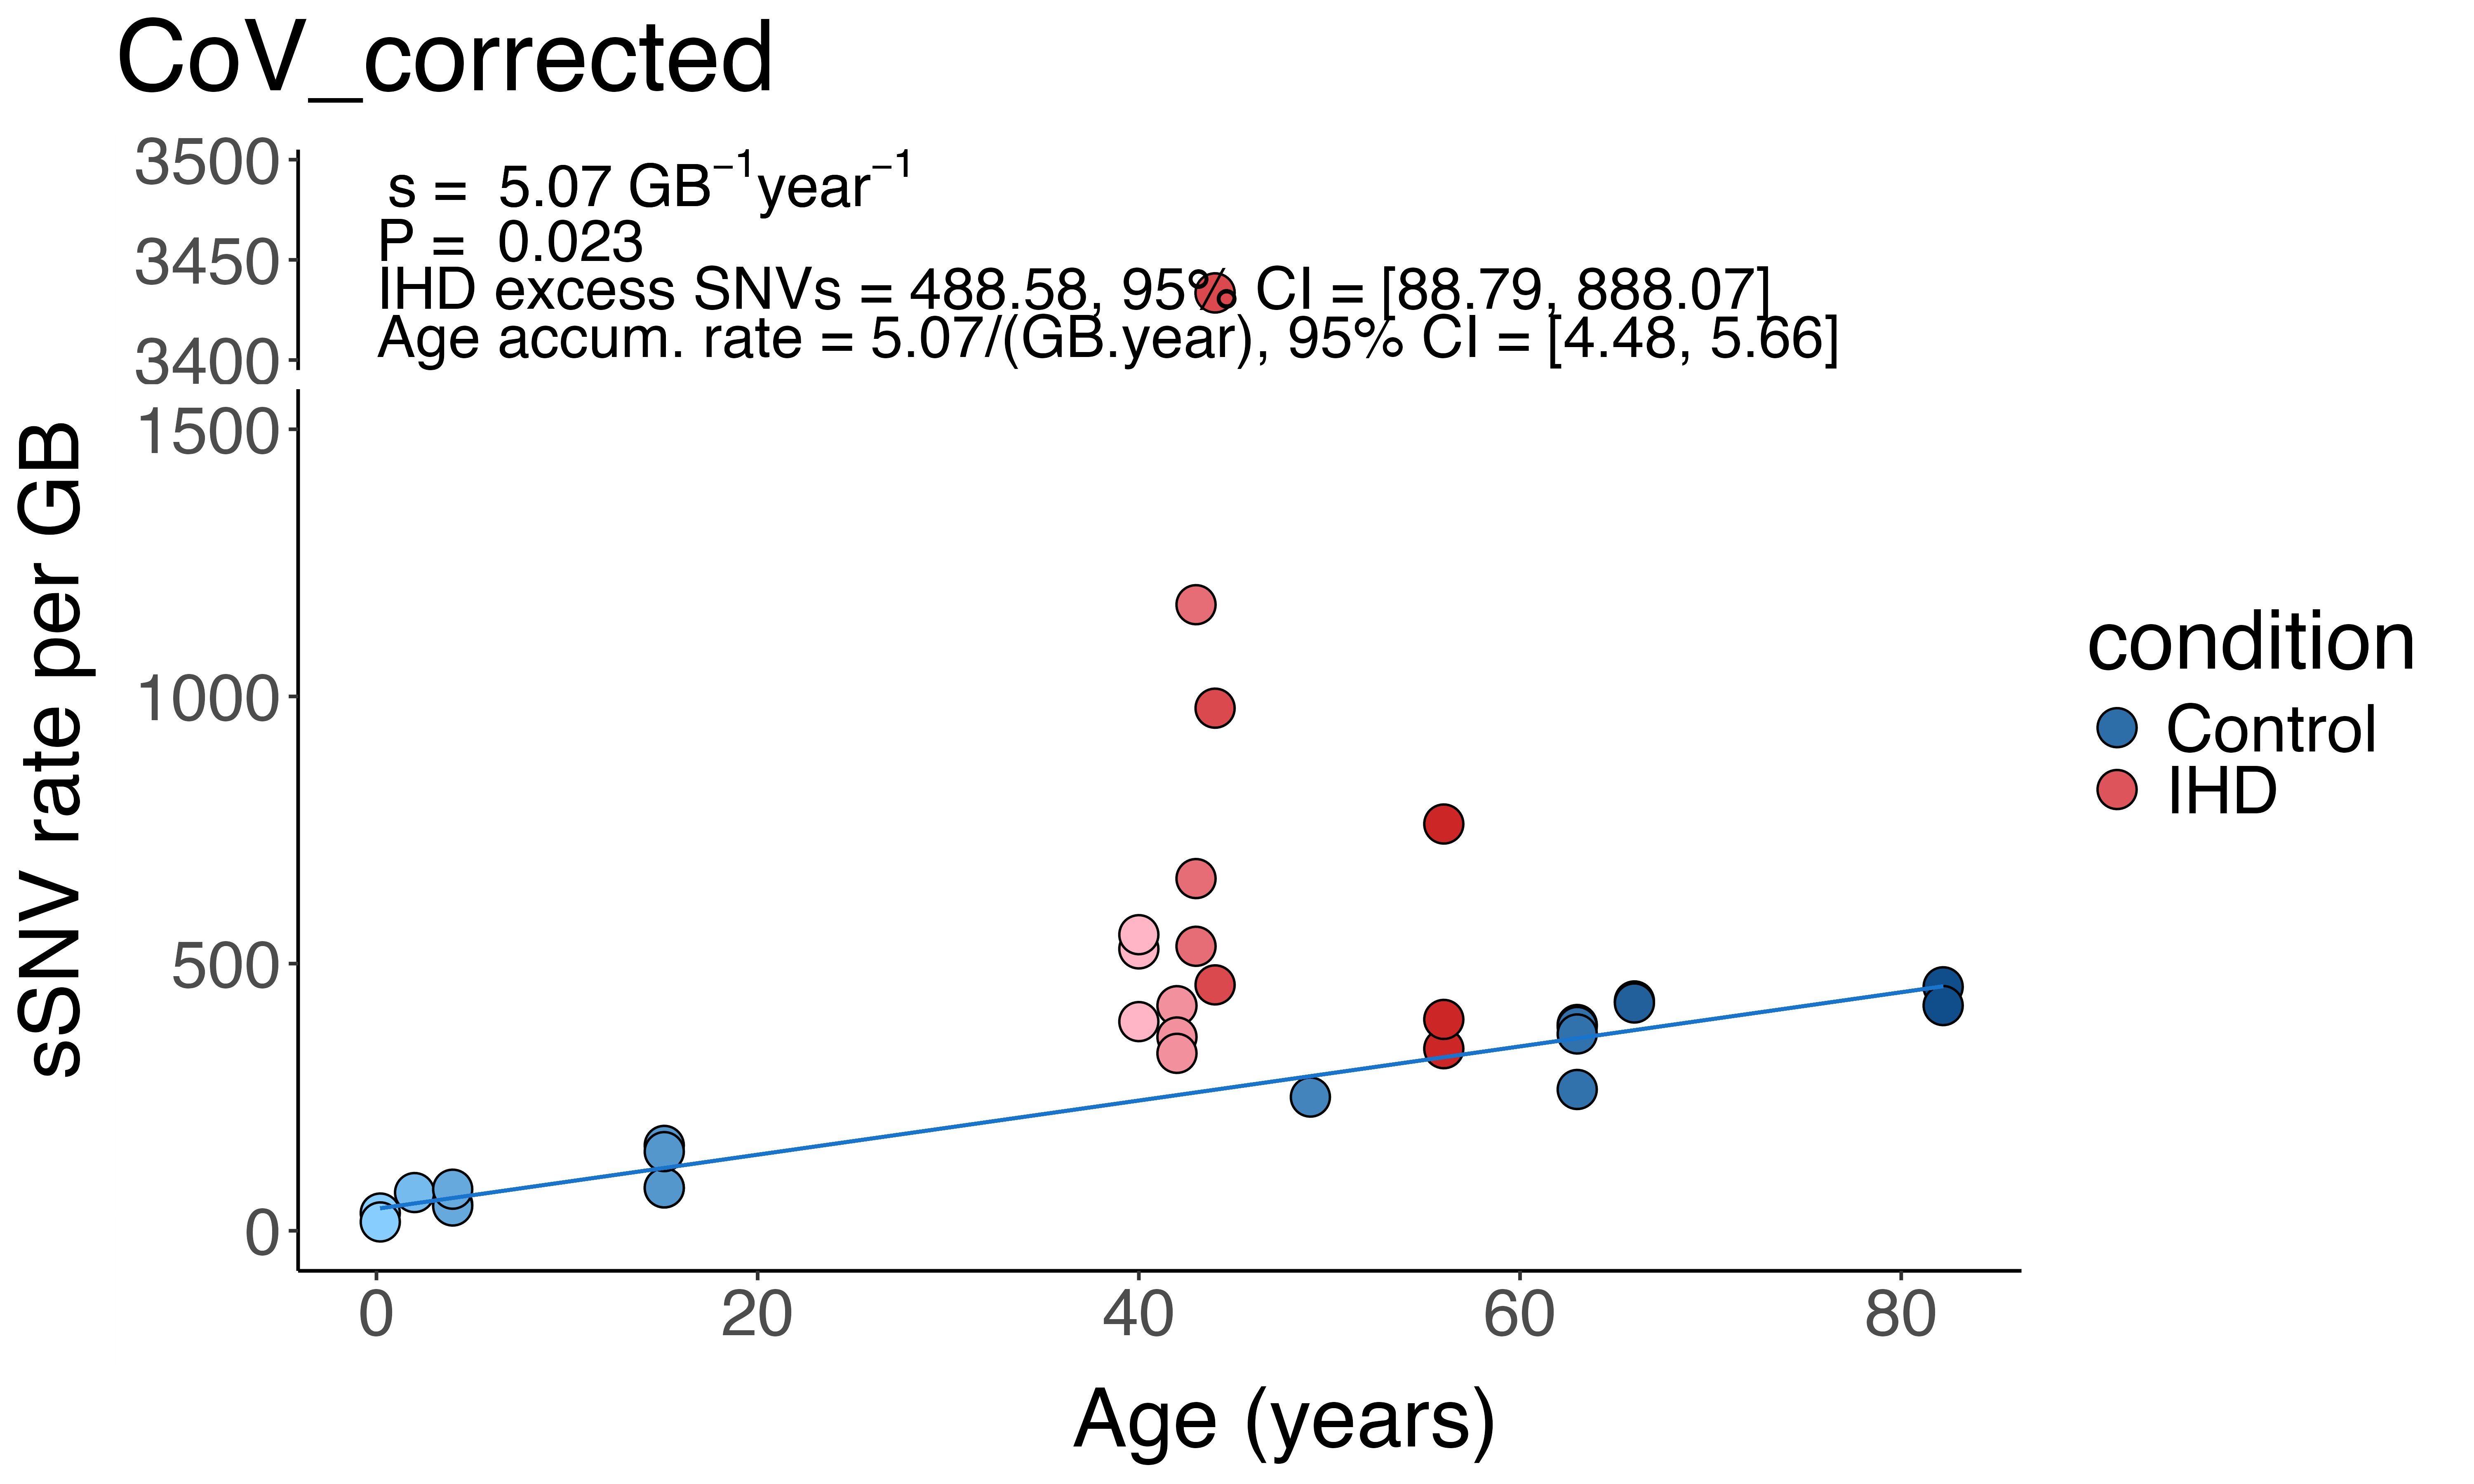 CoV_corrected
3500
3450
3400
1500
1000
500
0
s = 5.07 GB⁻¹year⁻¹
P = 0.023
IHD excess SNVs = 488.58, 95% CI = [88.79, 888.07]
Age accum. rate = 5.07/(GB.year), 95% CI = [4.48, 5.66]
sSNV rate per GB
condition
Control
IHD
0 20 40 60 80
Age (years)